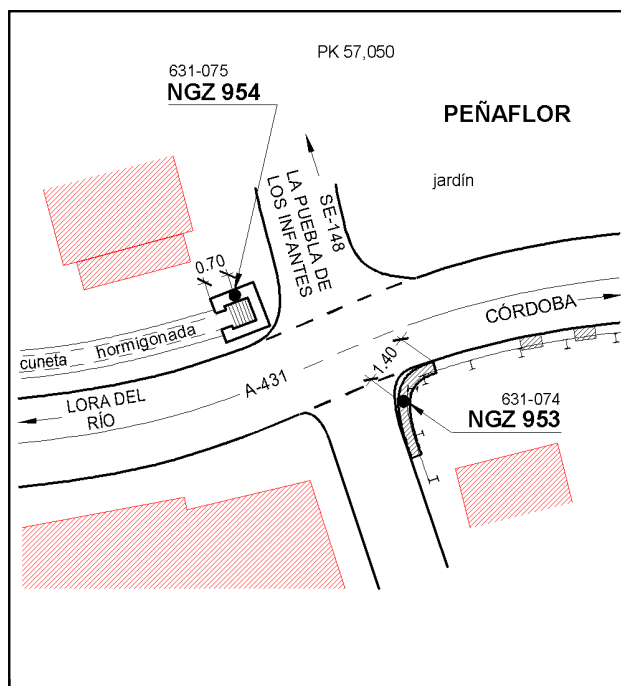 PK 57,050
631-075
NGZ 954
PEÑAFLOR
jardín
LA PUEBLA DE
LOS INFANTES
SE-148
0.70
CÓRDOBA
cuneta hormigonada
1.40
A-431
LORA DEL
RÍO
631-074
NGZ 953